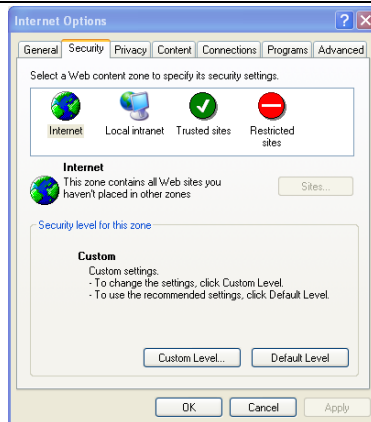 Internet Options
General Security Privacy Content Connections Programs Advanced
Select a Web content zone to specify its security settings.
Internet Local intranet Trusted sites Restricted
sites
Internet
This zone contains all Web sites you
haven't placed in other zones
Sites...
Security level for this zone
Custom
Custom settings.
- To change the settings, click Custom Level.
- To use the recommended settings, click Default Level.
Custom Level... Default Level
OK Cancel Apply